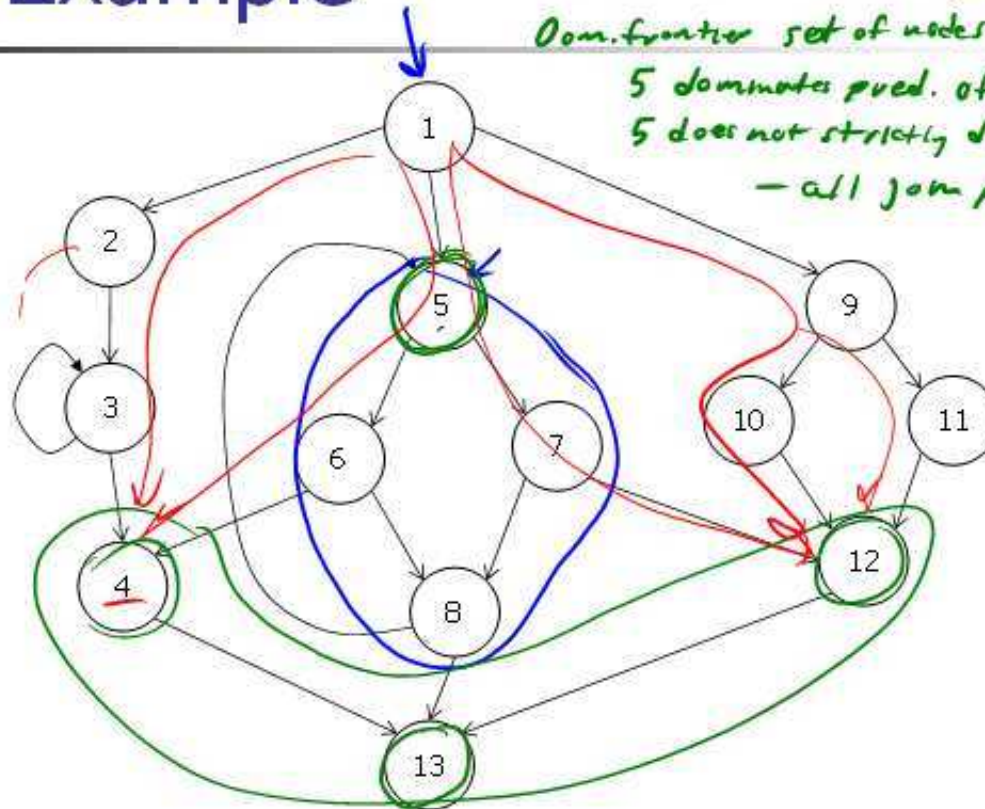 Example
Dom. frontier set of nodes
5 dominates pred. of
5 does not strictly d
- all join p
1
2
5
9
3
6
7
10
11
4
8
12
13